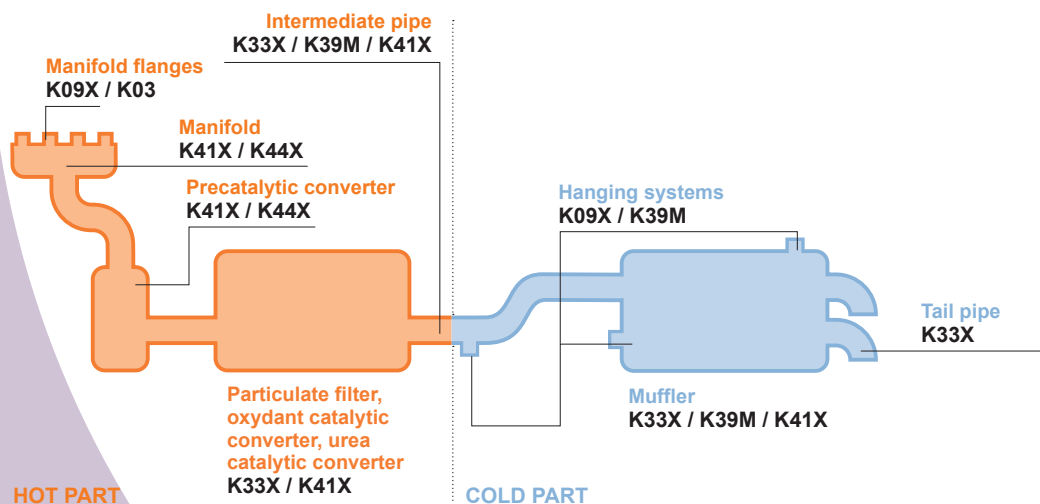 Intermediate pipe
K33X / K39M / K41X
Manifold flanges
K09X / K03
Manifold
K41X / K44X
Precatalytic converter
K41X / K44X
Hanging systems
K09X / K39M
Tail pipe
K33X
Particulate filter,
oxydant catalytic
converter, urea
catalytic converter
K33X / K41X
Muffler
K33X / K39M / K41X
HOT PART
COLD PART